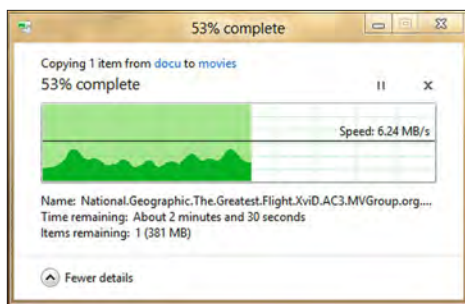 53% complete
Copying 1 item from docu to movies
53% complete
Speed: 6.24 MB/s
Name: National.Geographic.The.Greatest.Flight.XviD.AC3.MVGroup.org....
Time remaining: About 2 minutes and 30 seconds
Items remaining: 1 (381 MB)
Fewer details